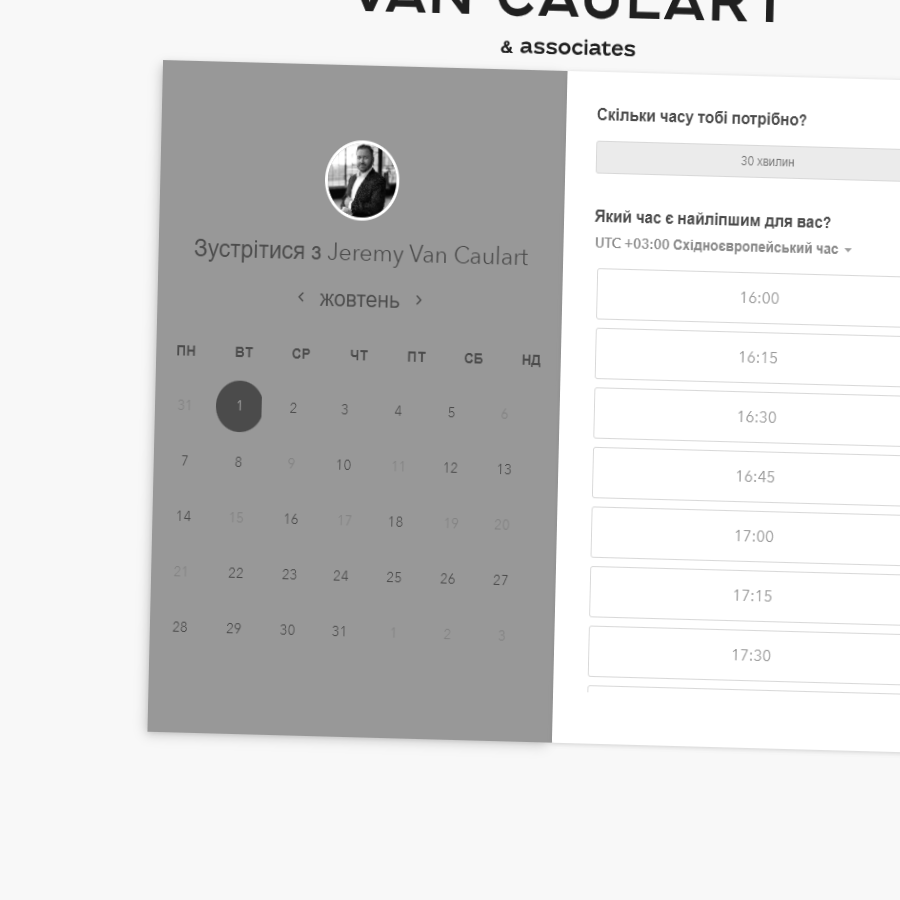 VAN CAULART
& associates
Зустрітися з Jeremy Van Caulart
жовтень
ПН ВТ СР ЧТ ПТ СБ НД
31 1 2 3 4 5 6
7 8 9 10 11 12 13
14 15 16 17 18 19 20
21 22 23 24 25 26 27
28 29 30 31 1 2 3
Скільки часу тобі потрібно?
30 хвилин
Який час є найліпшим для вас?
UTC +03:00 Східноєвропейський час
16:00
16:15
16:30
16:45
17:00
17:15
17:30